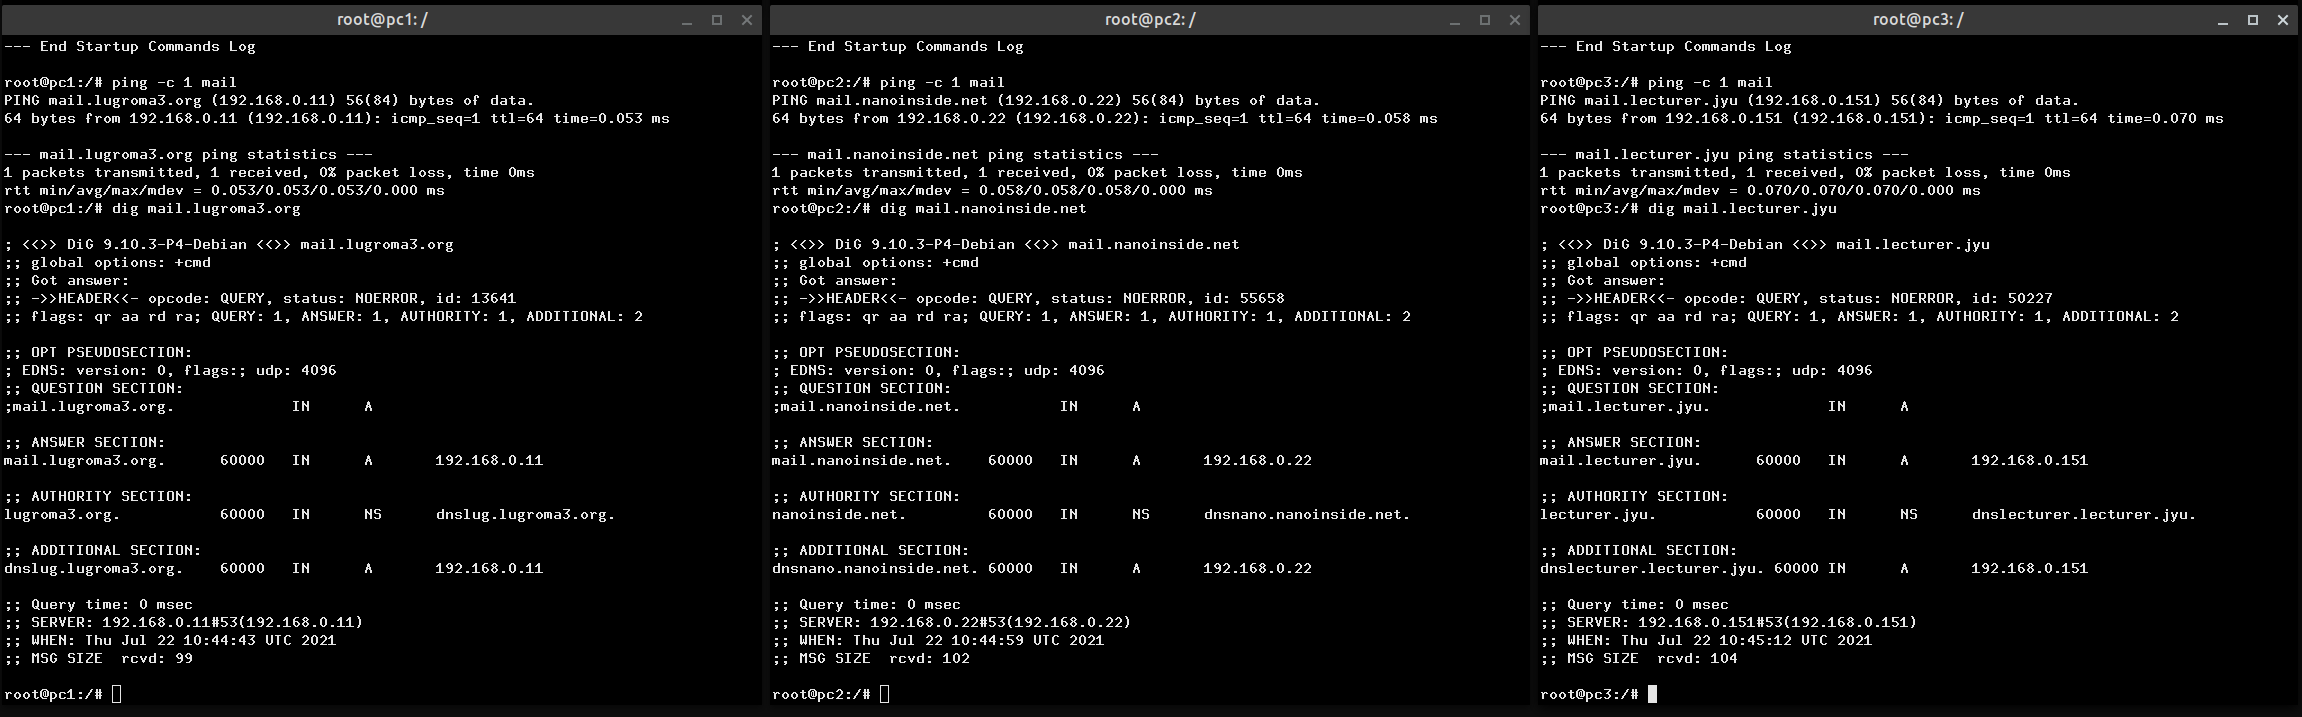 root@pc1: /
--- End Startup Commands Log
root@pc1:/# ping -c 1 mail
PING mail.lugroma3.org (192.168.0.11) 56(84) bytes of data.
64 bytes from 192.168.0.11 (192.168.0.11): icmp_seq=1 ttl=64 time=0.053 ms
--- mail.lugroma3.org ping statistics ---
1 packets transmitted, 1 received, 0% packet loss, time 0ms
rtt min/avg/max/mdev = 0.053/0.053/0.053/0.000 ms
root@pc1:/# dig mail.lugroma3.org
; <<>> DiG 9.10.3-P4-Debian <<>> mail.lugroma3.org
;; global options: +cmd
;; Got answer:
;; ->>HEADER<<- opcode: QUERY, status: NOERROR, id: 13641
;; flags: qr aa rd ra; QUERY: 1, ANSWER: 1, AUTHORITY: 1, ADDITIONAL: 2
;; OPT PSEUDOSECTION:
; EDNS: version: 0, flags:; udp: 4096
;; QUESTION SECTION:
;mail.lugroma3.org. IN A
;; ANSWER SECTION:
mail.lugroma3.org. 60000 IN A 192.168.0.11
;; AUTHORITY SECTION:
lugroma3.org. 60000 IN NS dnslug.lugroma3.org.
;; ADDITIONAL SECTION:
dnslug.lugroma3.org. 60000 IN A 192.168.0.11
;; Query time: 0 msec
;; SERVER: 192.168.0.11#53(192.168.0.11)
;; WHEN: Thu Jul 22 10:44:43 UTC 2021
;; MSG SIZE rcvd: 99
root@pc1:/#
root@pc2: /
--- End Startup Commands Log
root@pc2:/# ping -c 1 mail
PING mail.nanoinside.net (192.168.0.22) 56(84) bytes of data.
64 bytes from 192.168.0.22 (192.168.0.22): icmp_seq=1 ttl=64 time=0.058 ms
--- mail.nanoinside.net ping statistics ---
1 packets transmitted, 1 received, 0% packet loss, time 0ms
rtt min/avg/max/mdev = 0.058/0.058/0.058/0.000 ms
root@pc2:/# dig mail.nanoinside.net
; <<>> DiG 9.10.3-P4-Debian <<>> mail.nanoinside.net
;; global options: +cmd
;; Got answer:
;; ->>HEADER<<- opcode: QUERY, status: NOERROR, id: 55658
;; flags: qr aa rd ra; QUERY: 1, ANSWER: 1, AUTHORITY: 1, ADDITIONAL: 2
;; OPT PSEUDOSECTION:
; EDNS: version: 0, flags:; udp: 4096
;; QUESTION SECTION:
;mail.nanoinside.net. IN A
;; ANSWER SECTION:
mail.nanoinside.net. 60000 IN A 192.168.0.22
;; AUTHORITY SECTION:
nanoinside.net. 60000 IN NS dnsnano.nanoinside.net.
;; ADDITIONAL SECTION:
dnsnano.nanoinside.net. 60000 IN A 192.168.0.22
;; Query time: 0 msec
;; SERVER: 192.168.0.22#53(192.168.0.22)
;; WHEN: Thu Jul 22 10:44:59 UTC 2021
;; MSG SIZE rcvd: 102
root@pc2:/#
root@pc3: /
--- End Startup Commands Log
root@pc3:/# ping -c 1 mail
PING mail.lecturer.jyu (192.168.0.151) 56(84) bytes of data.
64 bytes from 192.168.0.151 (192.168.0.151): icmp_seq=1 ttl=64 time=0.070 ms
--- mail.lecturer.jyu ping statistics ---
1 packets transmitted, 1 received, 0% packet loss, time 0ms
rtt min/avg/max/mdev = 0.070/0.070/0.070/0.000 ms
root@pc3:/# dig mail.lecturer.jyu
; <<>> DiG 9.10.3-P4-Debian <<>> mail.lecturer.jyu
;; global options: +cmd
;; Got answer:
;; ->>HEADER<<- opcode: QUERY, status: NOERROR, id: 50227
;; flags: qr aa rd ra; QUERY: 1, ANSWER: 1, AUTHORITY: 1, ADDITIONAL: 2
;; OPT PSEUDOSECTION:
; EDNS: version: 0, flags:; udp: 4096
;; QUESTION SECTION:
;mail.lecturer.jyu. IN A
;; ANSWER SECTION:
mail.lecturer.jyu. 60000 IN A 192.168.0.151
;; AUTHORITY SECTION:
lecturer.jyu. 60000 IN NS dnslecturer.lecturer.jyu.
;; ADDITIONAL SECTION:
dnslecturer.lecturer.jyu. 60000 IN A 192.168.0.151
;; Query time: 0 msec
;; SERVER: 192.168.0.151#53(192.168.0.151)
;; WHEN: Thu Jul 22 10:45:12 UTC 2021
;; MSG SIZE rcvd: 104
root@pc3:/#